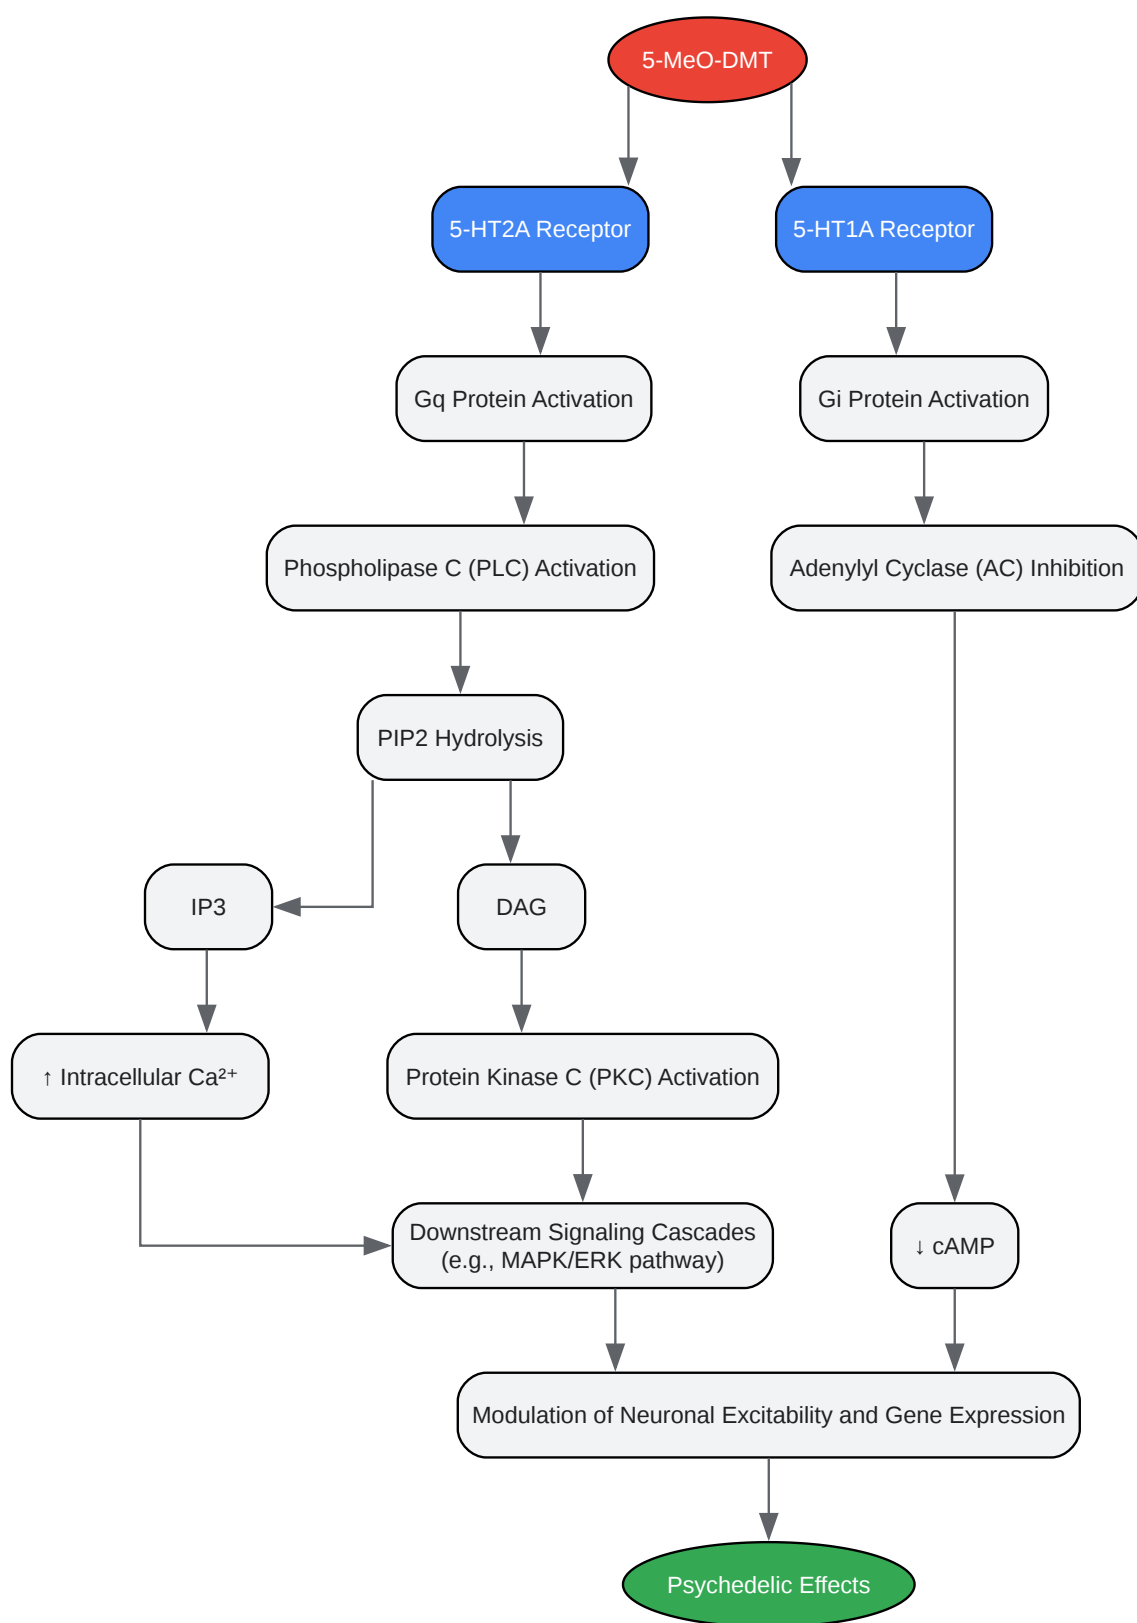 5-MeO-DMT
5-HT2A Receptor
5-HT1A Receptor
Gq Protein Activation
Gi Protein Activation
Phospholipase C (PLC) Activation
Adenylyl Cyclase (AC) Inhibition
PIP2 Hydrolysis
IP3
DAG
↑ Intracellular Ca²⁺
Protein Kinase C (PKC) Activation
Downstream Signaling Cascades
(e.g., MAPK/ERK pathway)
↓ cAMP
Modulation of Neuronal Excitability and Gene Expression
Psychedelic Effects